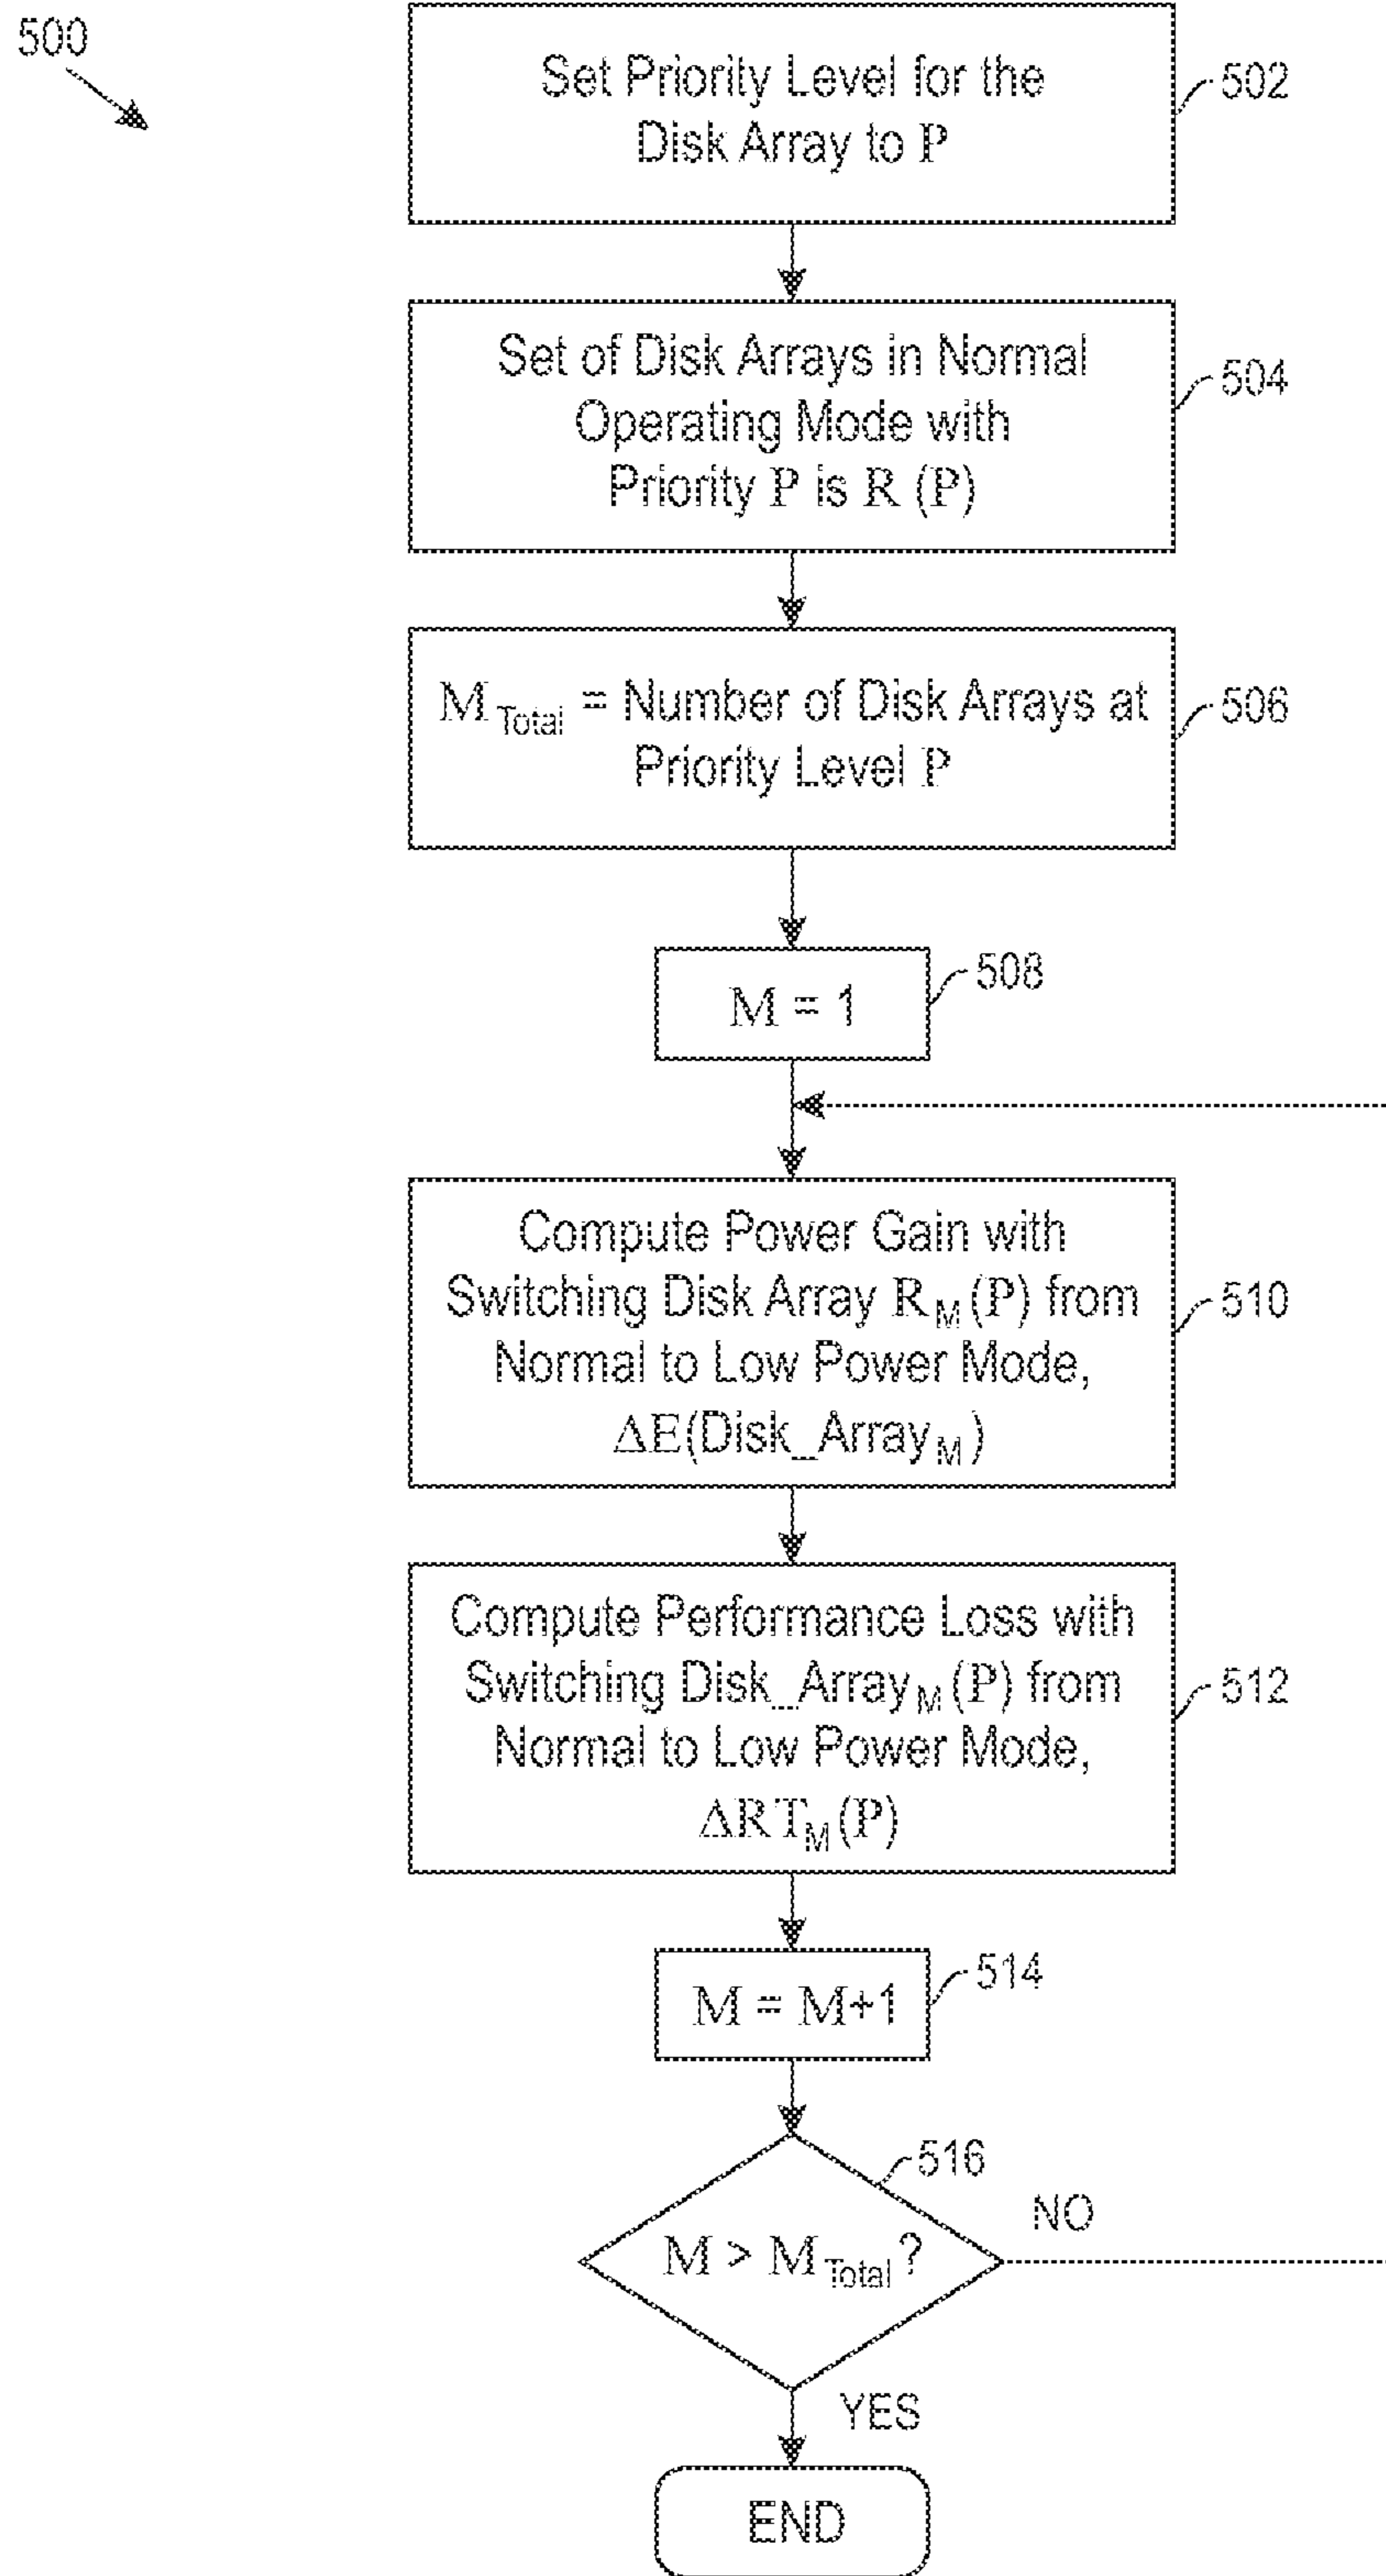 500
Set Priority Level for the
Disk Array to P
502
Set of Disk Arrays in Normal
Operating Mode with
Priority P is R (P)
504
M Total = Number of Disk Arrays at
Priority Level P
506
M = 1
508
Compute Power Gain with
Switching Disk Array R M (P) from
Normal to Low Power Mode,
ΔE(Disk_Array M)
510
Compute Performance Loss with
Switching Disk_Array M (P) from
Normal to Low Power Mode,
ΔRT M (P)
512
M = M+1
514
516
M > M Total ?
NO
YES
END